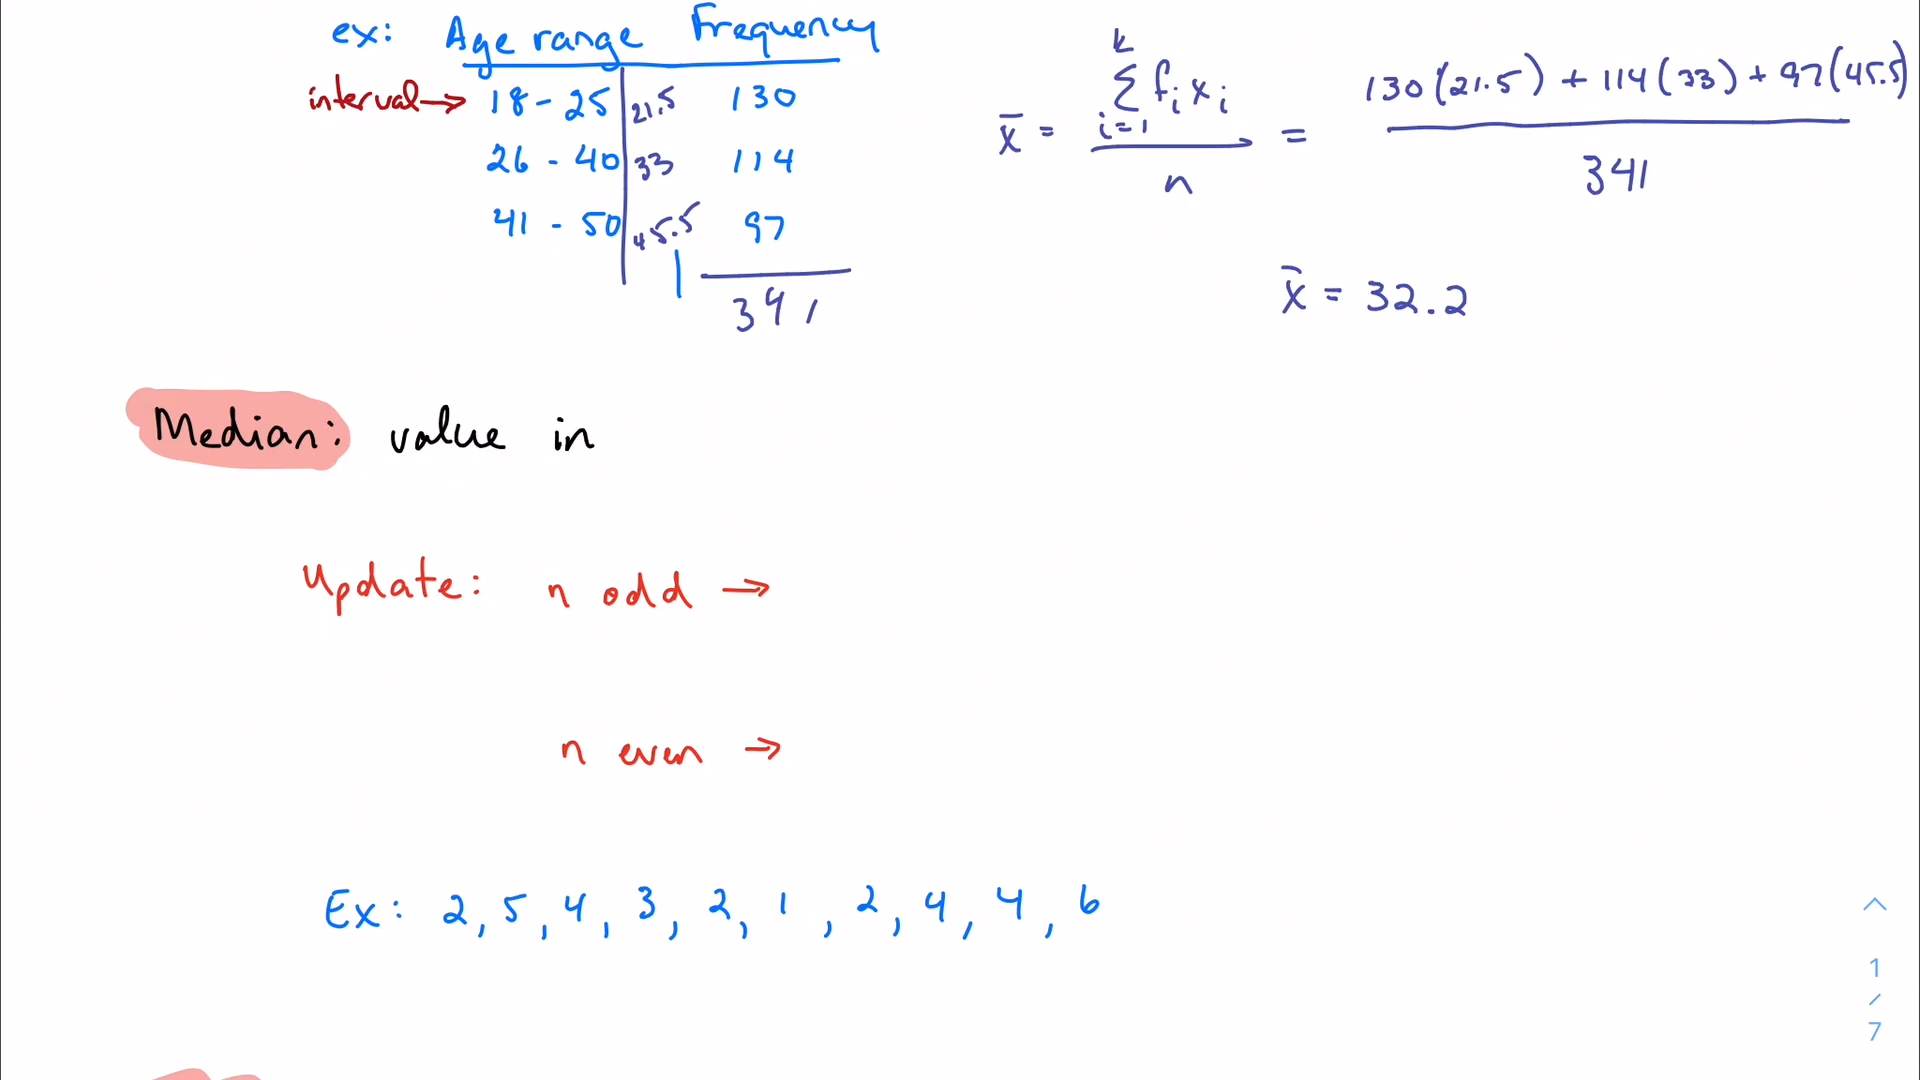 ex: Age range Frequency
interval→ 18 - 25 21.5 130
26 - 40 33 114
41 - 50 45.5 97
341
x̄ = k Σ i=1 fᵢ xᵢ / n = 130(21.5) + 114(33) + 97(45.5) / 341
x̄ = 32.2
Median: value in
Update: n odd →
n even →
Ex: 2, 5, 4, 3, 2, 1, 2, 4, 4, 6
1
/
7